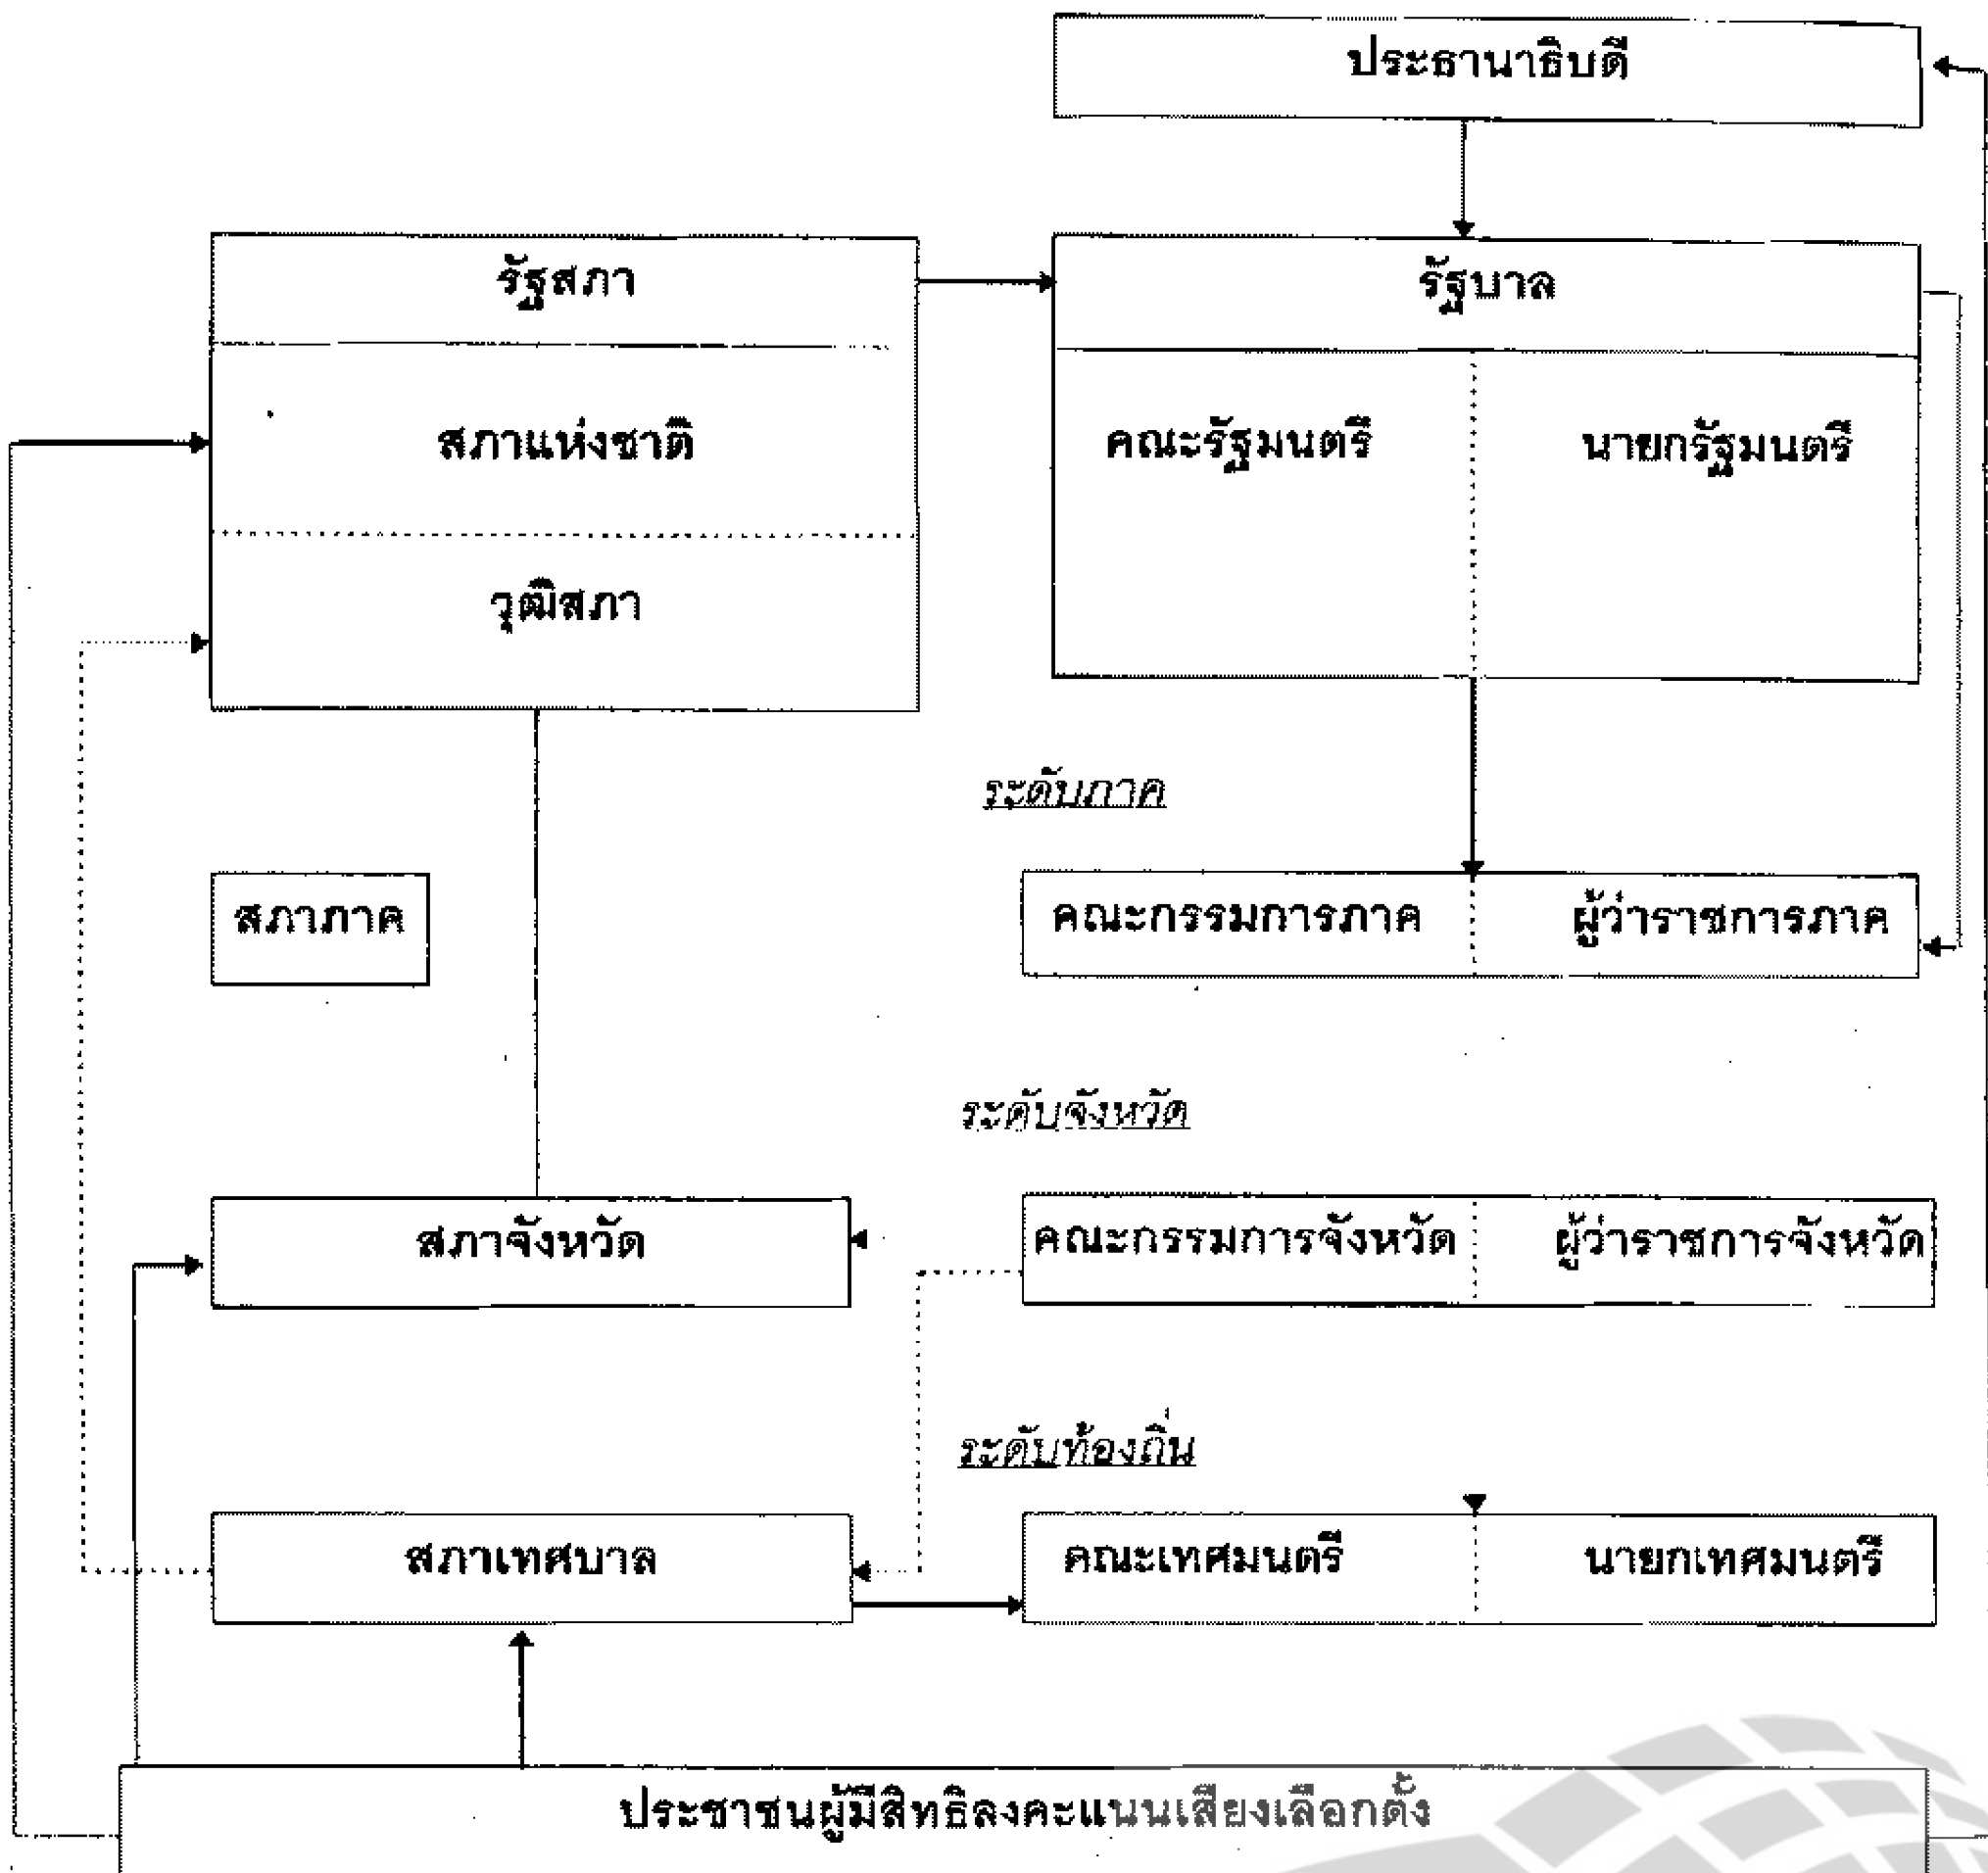 ประธานาธิบดี
รัฐสภา
รัฐบาล
สภาแห่งชาติ
คณะรัฐมนตรี
นายกรัฐมนตรี
วุฒิสภา
ระดับภาค
สภาภาค
คณะกรรมการภาค
ผู้ว่าราชการภาค
ระดับจังหวัด
สภาจังหวัด
คณะกรรมการจังหวัด
ผู้ว่าราชการจังหวัด
ระดับท้องถิ่น
สภาเทศบาล
คณะเทศมนตรี
นายกเทศมนตรี
ประชาชนผู้มีสิทธิลงคะแนนเสียงเลือกตั้ง